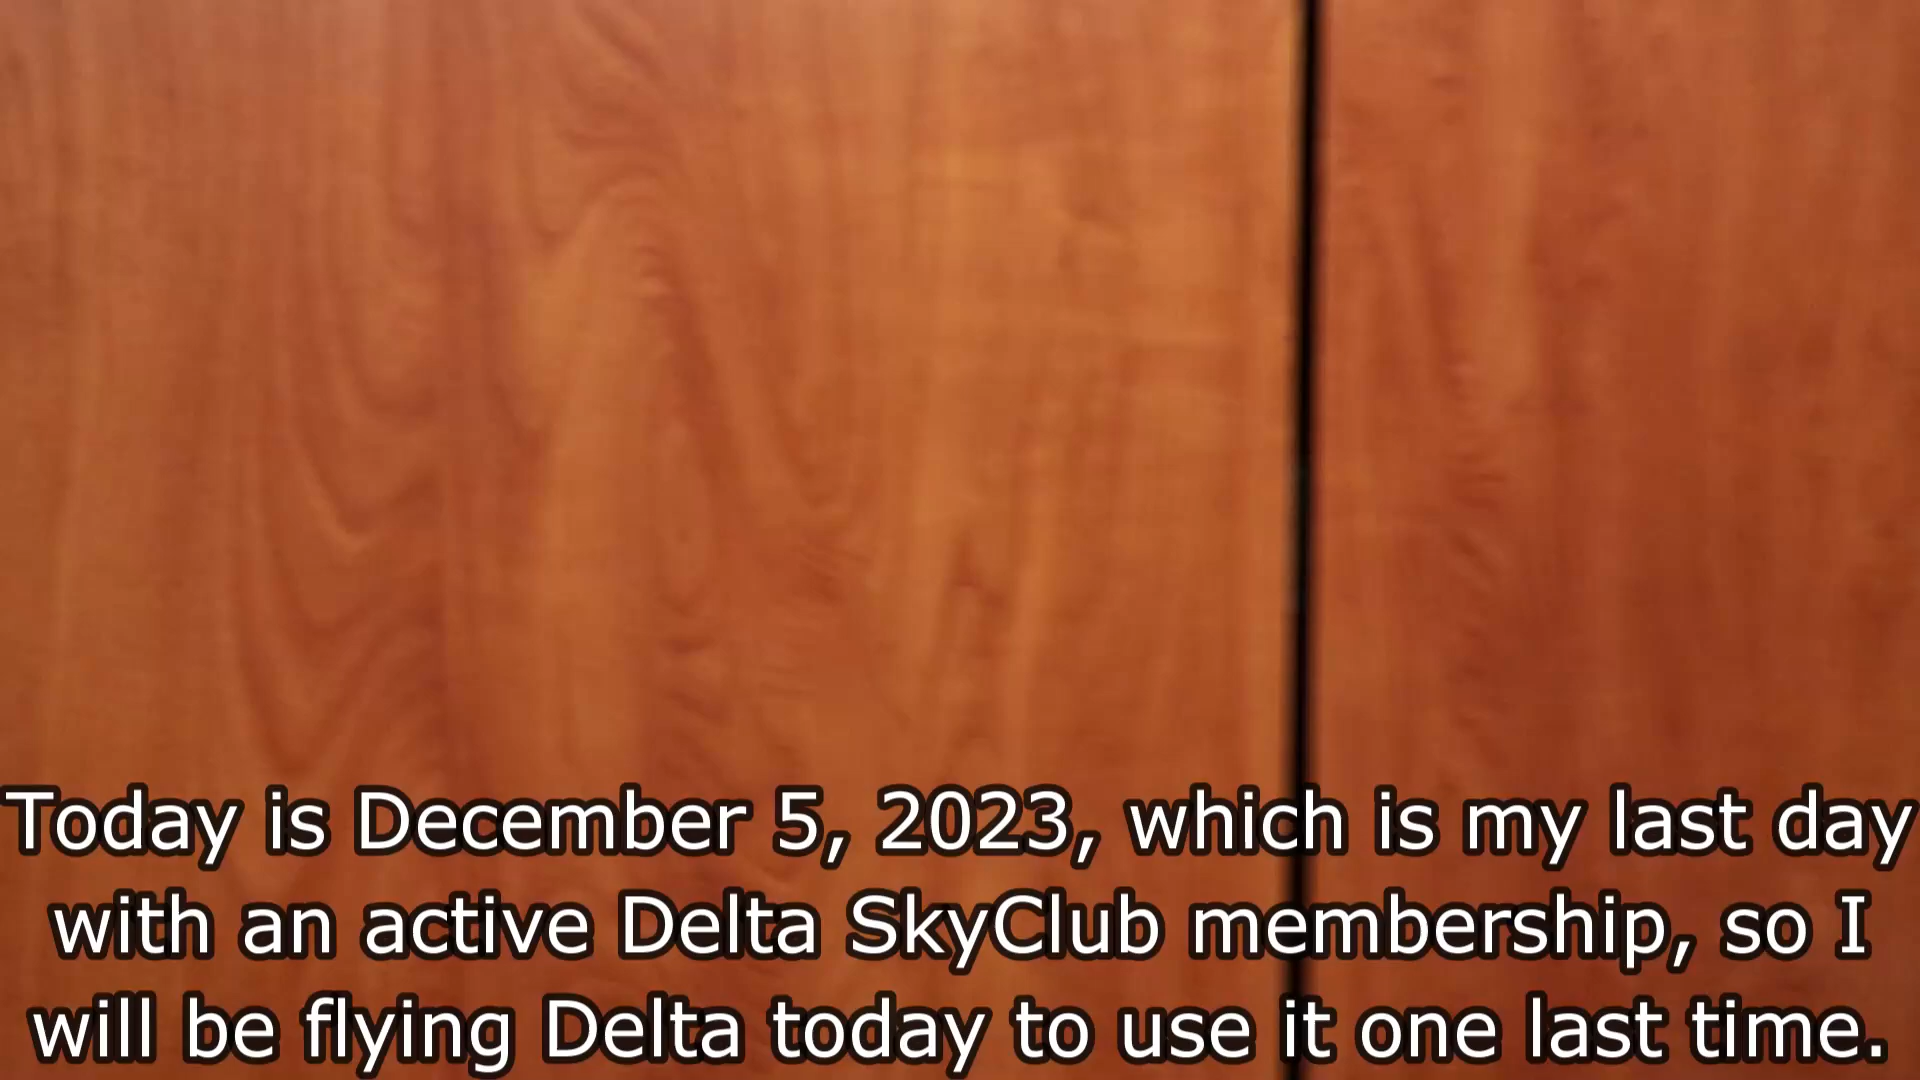 Today is December 5, 2023, which is my last day
with an active Delta SkyClub membership, so I
will be flying Delta today to use it one last time.